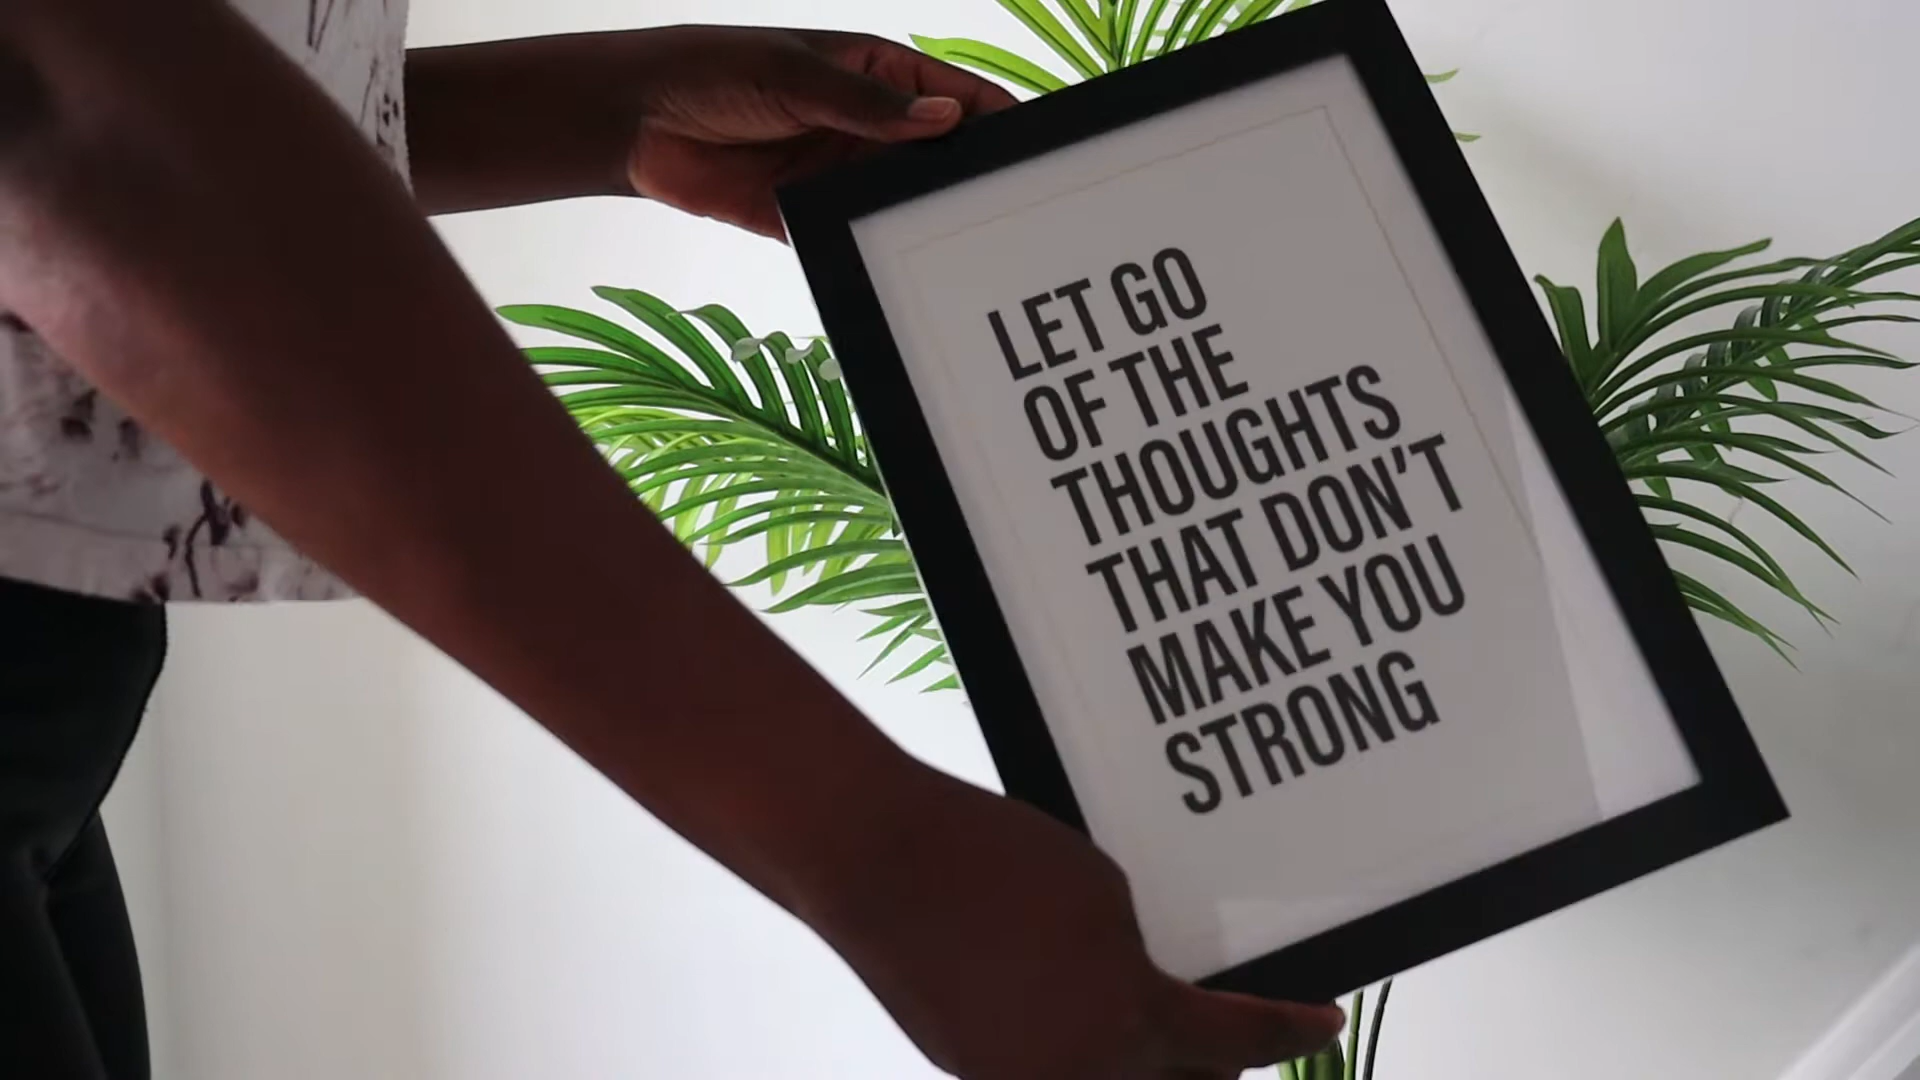 LET GO
OF THE
THOUGHTS
THAT DON'T
MAKE YOU
STRONG